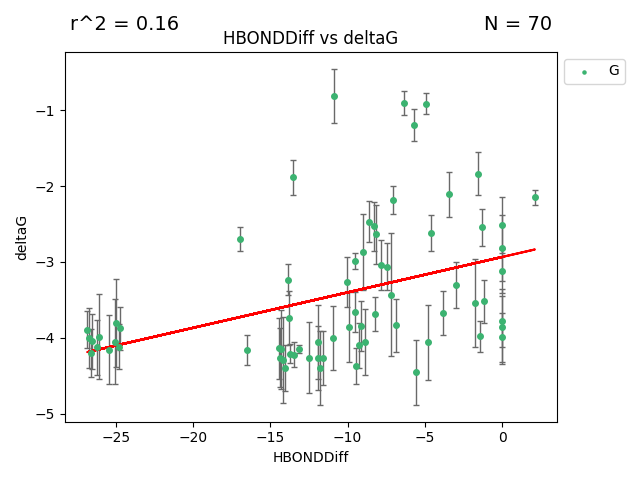 r^2 = 0.16
N = 70
HBONDDiff vs deltaG
G
−1
−2
−3
−4
−5
deltaG
−25
−20
−15
−10
−5
0
HBONDDiff